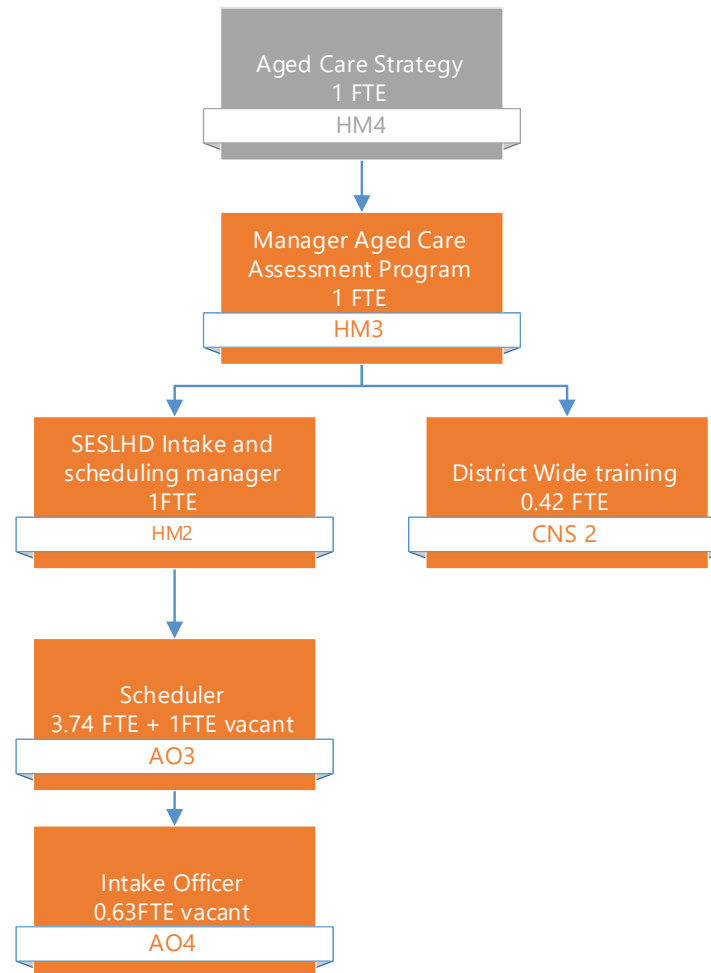 Aged Care Strategy
1 FTE
HM4
Manager Aged Care
Assessment Program
1 FTE
HM3
SESLHD Intake and
scheduling manager
1FTE
HM2
District Wide training
0.42 FTE
CNS 2
Scheduler
3.74 FTE + 1FTE vacant
AO3
Intake Officer
0.63FTE vacant
AO4